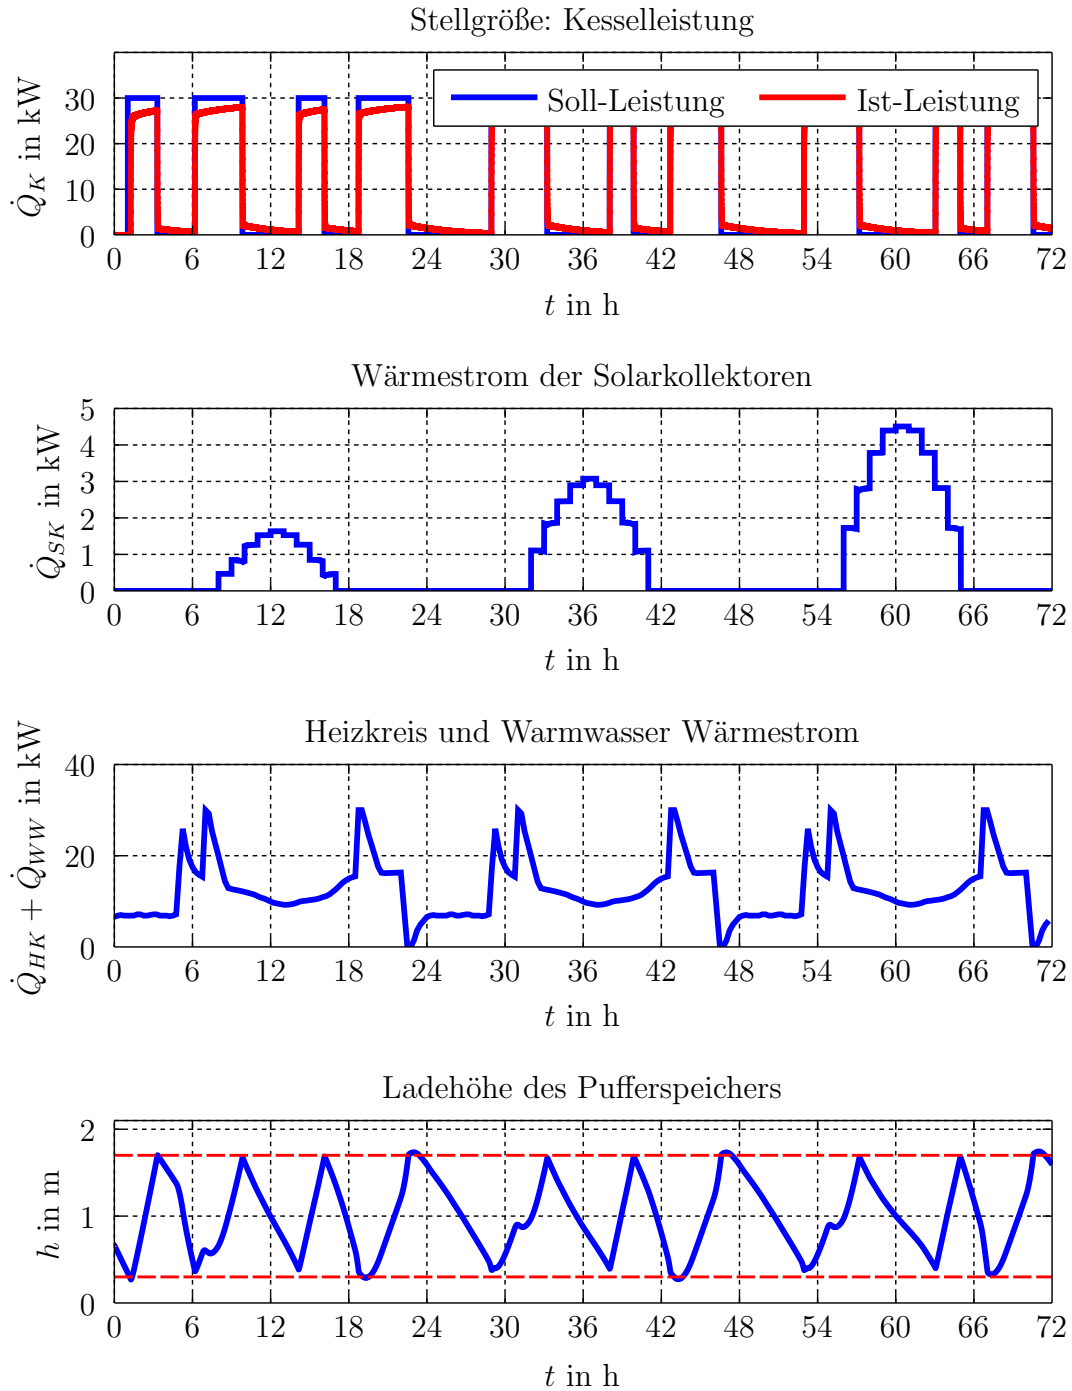 Stellgröße: Kesselleistung
Q̇_K in kW
30
20
10
0
Soll-Leistung Ist-Leistung
0 6 12 18 24 30 36 42 48 54 60 66 72
t in h
Wärmestrom der Solarkollektoren
Q̇_SK in kW
5
4
3
2
1
0
0 6 12 18 24 30 36 42 48 54 60 66 72
t in h
Heizkreis und Warmwasser Wärmestrom
Q̇_HK + Q̇_WW in kW
40
20
0
0 6 12 18 24 30 36 42 48 54 60 66 72
t in h
Ladehöhe des Pufferspeichers
h in m
2
1
0
0 6 12 18 24 30 36 42 48 54 60 66 72
t in h